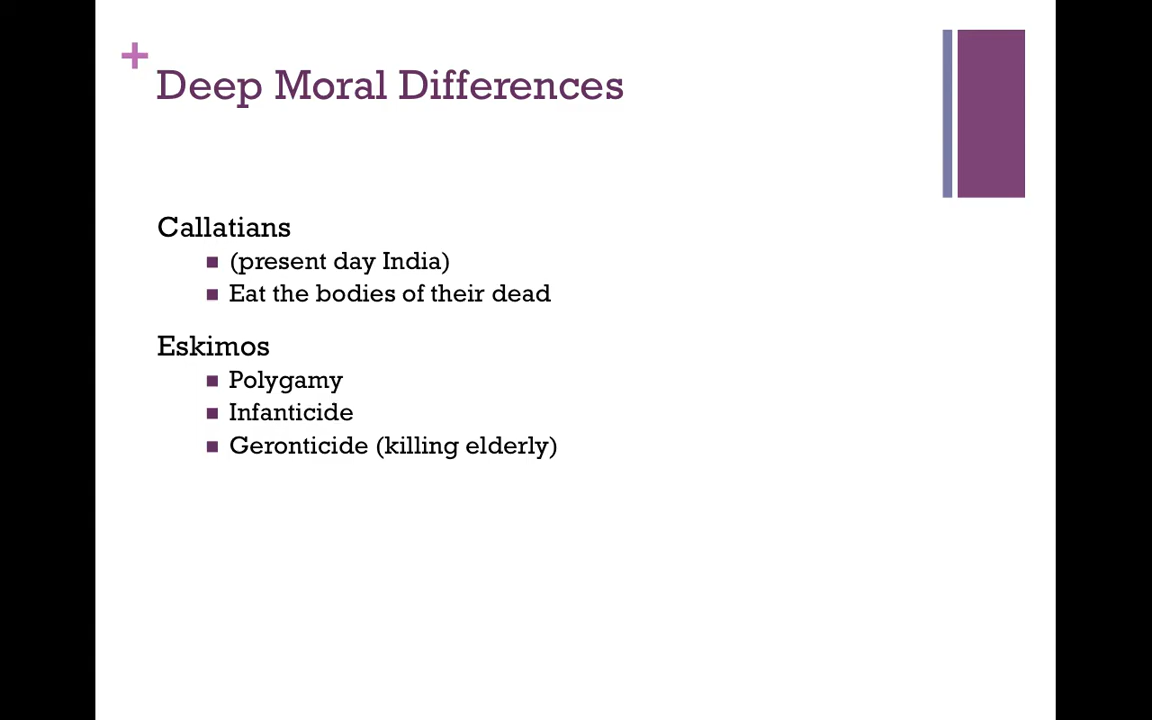 +
Deep Moral Differences
Callatians
(present day India)
Eat the bodies of their dead
Eskimos
Polygamy
Infanticide
Geronticide (killing elderly)